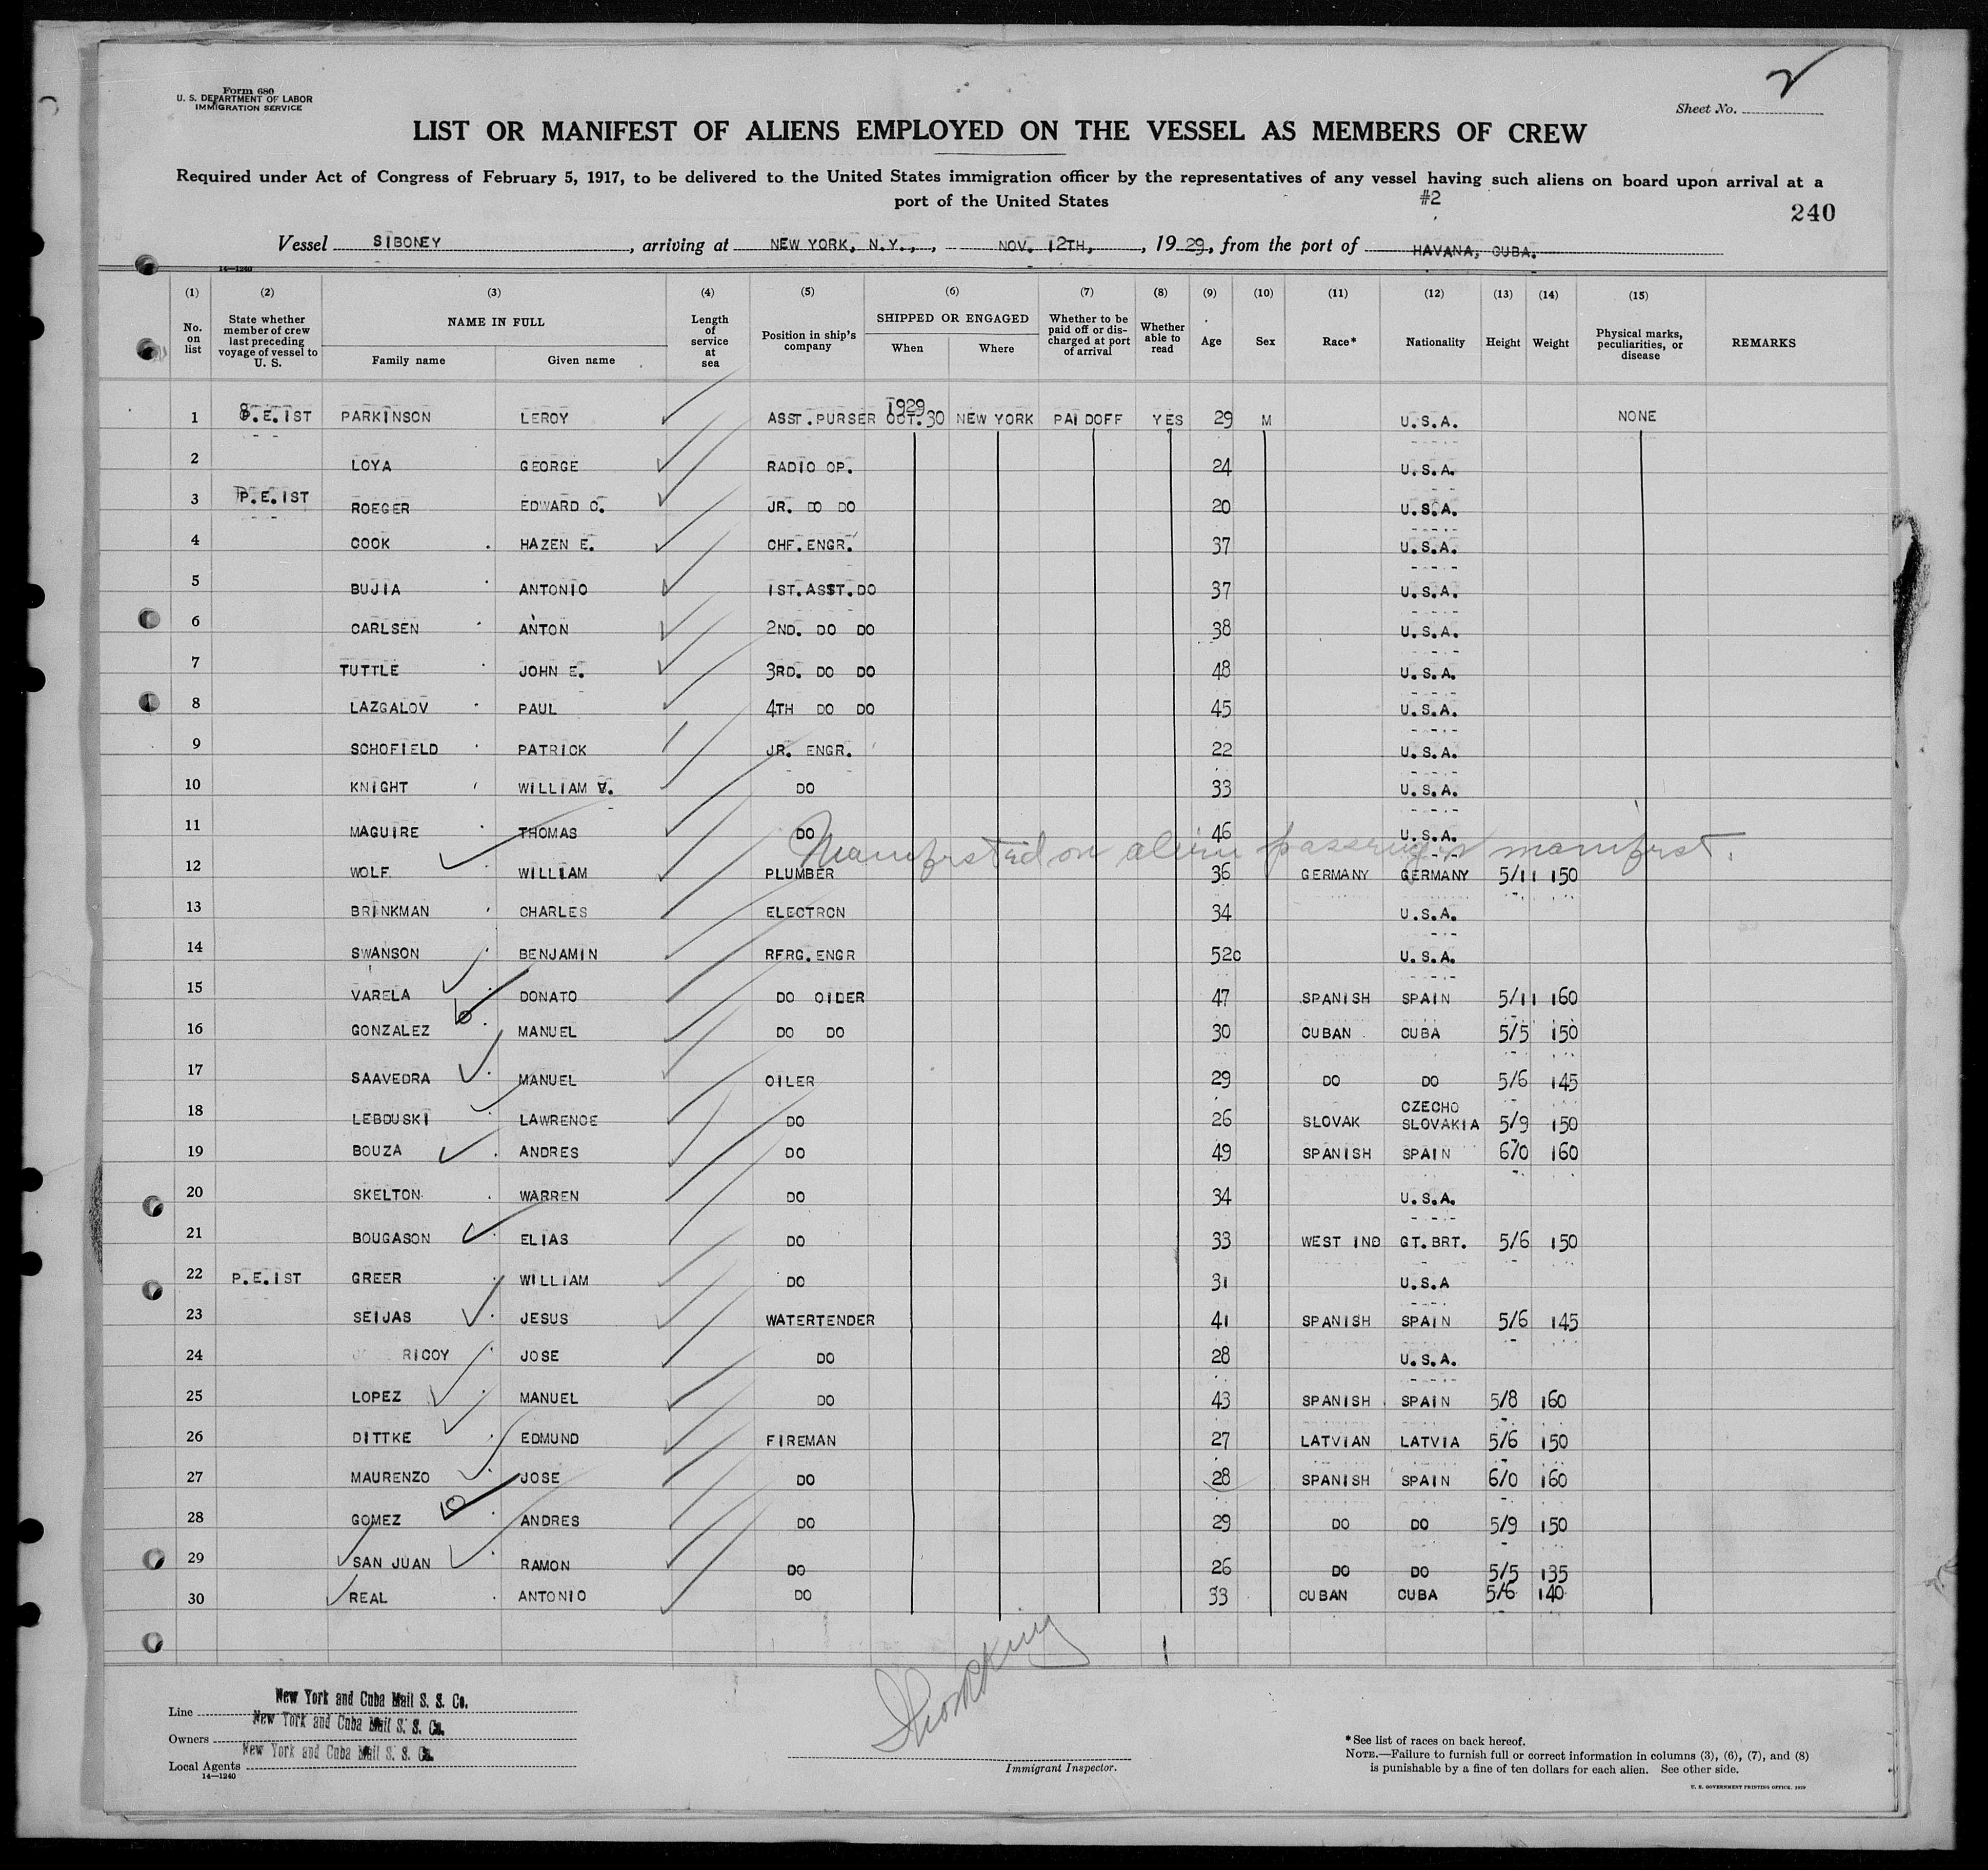 Form 680
U. S. DEPARTMENT OF LABOR
IMMIGRATION SERVICE
Sheet No. 2
LIST OR MANIFEST OF ALIENS EMPLOYED ON THE VESSEL AS MEMBERS OF CREW
Required under Act of Congress of February 5, 1917, to be delivered to the United States immigration officer by the representatives of any vessel having such aliens on board upon arrival at a
port of the United States
#2
240
Vessel SIBONEY, arriving at NEW YORK, N.Y., , NOV. 12TH, , 1929, from the port of HAVANA, CUBA.
14—1240
(1) (2) (3) (4) (5) (6) (7) (8) (9) (10) (11) (12) (13) (14) (15)
No. on list State whether member of crew last preceding voyage of vessel to U. S. NAME IN FULL Family name Given name Length of service at sea Position in ship's company SHIPPED OR ENGAGED When Where Whether to be paid off or discharged at port of arrival Whether able to read Age Sex Race* Nationality Height Weight Physical marks, peculiarities, or disease REMARKS
1 P.E.IST PARKINSON LEROY ASST.PURSER 1929 OCT.30 NEW YORK PAIDOFF YES 29 M U.S.A. NONE
2 LOYA GEORGE RADIO OP. 24 U.S.A.
3 P.E.IST ROEGER EDWARD C. JR. DO DO 20 U.S.A.
4 COOK HAZEN E. CHF.ENGR. 37 U.S.A.
5 BUJIA ANTONIO 1ST.ASST.DO 37 U.S.A.
6 CARLSEN ANTON 2ND. DO DO 38 U.S.A.
7 TUTTLE JOHN E. 3RD. DO DO 48 U.S.A.
8 LAZGALOV PAUL 4TH DO DO 45 U.S.A.
9 SCHOFIELD PATRICK JR. ENGR. 22 U.S.A.
10 KNIGHT WILLIAM V. DO 33 U.S.A.
11 MAGUIRE THOMAS DO 46 U.S.A.
Manifested on alien passenger manifest.
12 WOLF WILLIAM PLUMBER 36 GERMANY GERMANY 5/11 150
13 BRINKMAN CHARLES ELECTRCN 34 U.S.A.
14 SWANSON BENJAMIN RFRG.ENGR 52c U.S.A.
15 VARELA DONATO DO OILER 47 SPANISH SPAIN 5/11 160
16 GONZALEZ MANUEL DO DO 30 CUBAN CUBA 5/5 150
17 SAAVEDRA MANUEL OILER 29 DO DO 5/6 145
18 LEBOUSKI LAWRENCE DO 26 SLOVAK CZECHO SLOVAKIA 5/9 150
19 BOUZA ANDRES DO 49 SPANISH SPAIN 6/0 160
20 SKELTON WARREN DO 34 U.S.A.
21 BOUGASON ELIAS DO 33 WEST IND GT.BRT. 5/6 150
22 P.E.IST GREER WILLIAM DO 31 U.S.A
23 SEIJAS JESUS WATERTENDER 41 SPANISH SPAIN 5/6 145
24 RICOY JOSE DO 28 U.S.A.
25 LOPEZ MANUEL DO 43 SPANISH SPAIN 5/8 160
26 DITTKE EDMUND FIREMAN 27 LATVIAN LATVIA 5/6 150
27 MAURENZO JOSE DO 28 SPANISH SPAIN 6/0 160
28 GOMEZ ANDRES DO 29 DO DO 5/9 150
29 SAN JUAN RAMON DO 26 DO DO 5/5 135
30 REAL ANTONIO DO 33 CUBAN CUBA 5/6 140
Line New York and Cuba Mail S. S. Co.
Owners New York and Cuba Mail S. S. Co.
Local Agents New York and Cuba Mail S. S. Co.
14—1240
Immigrant Inspector.
*See list of races on back hereof.
NOTE.—Failure to furnish full or correct information in columns (3), (6), (7), and (8)
is punishable by a fine of ten dollars for each alien. See other side.
U. S. GOVERNMENT PRINTING OFFICE. 1929